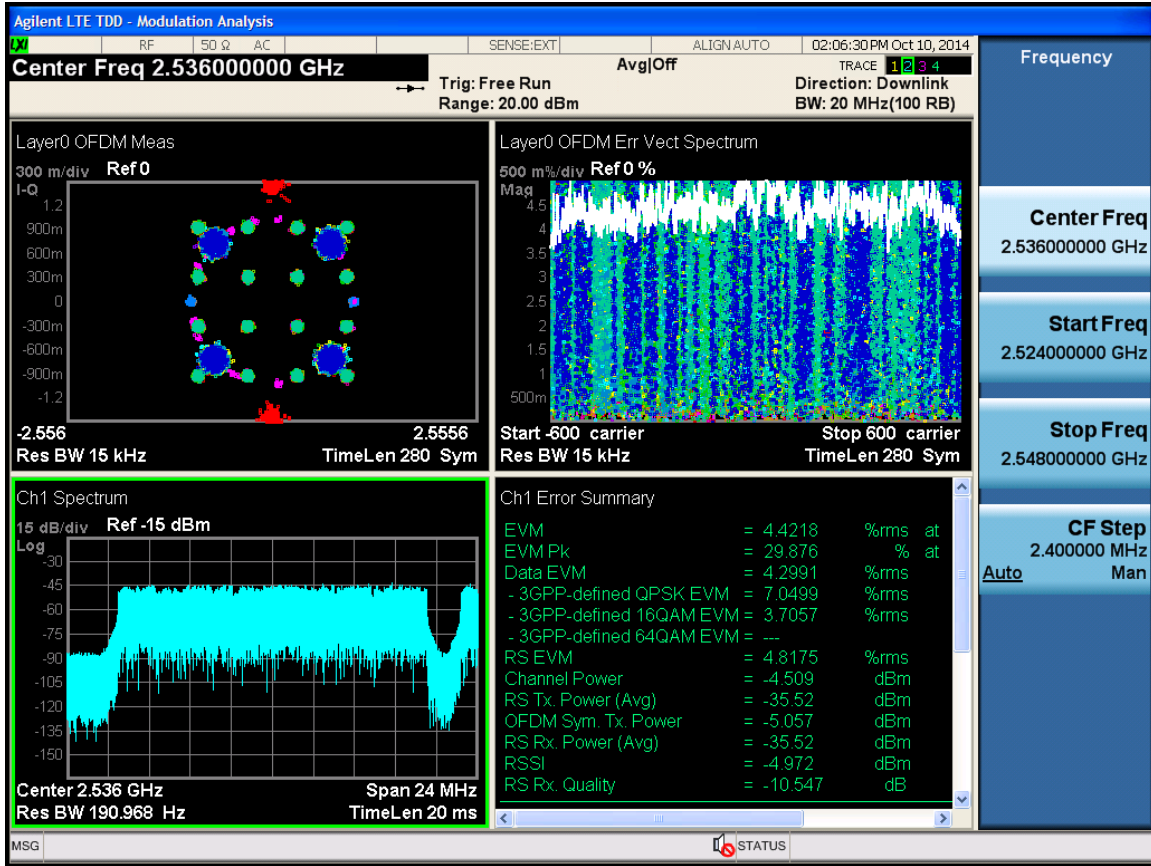 Agilent LTE TDD - Modulation Analysis
LXI RF 50 Ω AC SENSE:EXT ALIGN AUTO 02:06:30 PM Oct 10, 2014
Center Freq 2.536000000 GHz
Avg|Off
TRACE 1 2 3 4
Trig: Free Run
Direction: Downlink
Range: 20.00 dBm
BW: 20 MHz(100 RB)
Layer0 OFDM Meas
300 m/div Ref 0
I-Q
1.2
900m
600m
300m
0
-300m
-600m
-900m
-1.2
-2.556 2.5556
Res BW 15 kHz TimeLen 280 Sym
Layer0 OFDM Err Vect Spectrum
500 m%/div Ref 0 %
Mag
4.5
4
3.5
3
2.5
2
1.5
1
500m
Start -600 carrier Stop 600 carrier
Res BW 15 kHz TimeLen 280 Sym
Ch1 Spectrum
15 dB/div Ref -15 dBm
Log
-30
-45
-60
-75
-90
-105
-120
-135
-150
Center 2.536 GHz Span 24 MHz
Res BW 190.968 Hz TimeLen 20 ms
Ch1 Error Summary
EVM = 4.4218 %rms at
EVM Pk = 29.876 % at
Data EVM = 4.2991 %rms
- 3GPP-defined QPSK EVM = 7.0499 %rms
- 3GPP-defined 16QAM EVM = 3.7057 %rms
- 3GPP-defined 64QAM EVM = ---
RS EVM = 4.8175 %rms
Channel Power = -4.509 dBm
RS Tx. Power (Avg) = -35.52 dBm
OFDM Sym. Tx. Power = -5.057 dBm
RS Rx. Power (Avg) = -35.52 dBm
RSSI = -4.972 dBm
RS Rx. Quality = -10.547 dB
Frequency
Center Freq
2.536000000 GHz
Start Freq
2.524000000 GHz
Stop Freq
2.548000000 GHz
CF Step
2.400000 MHz
Auto Man
MSG STATUS